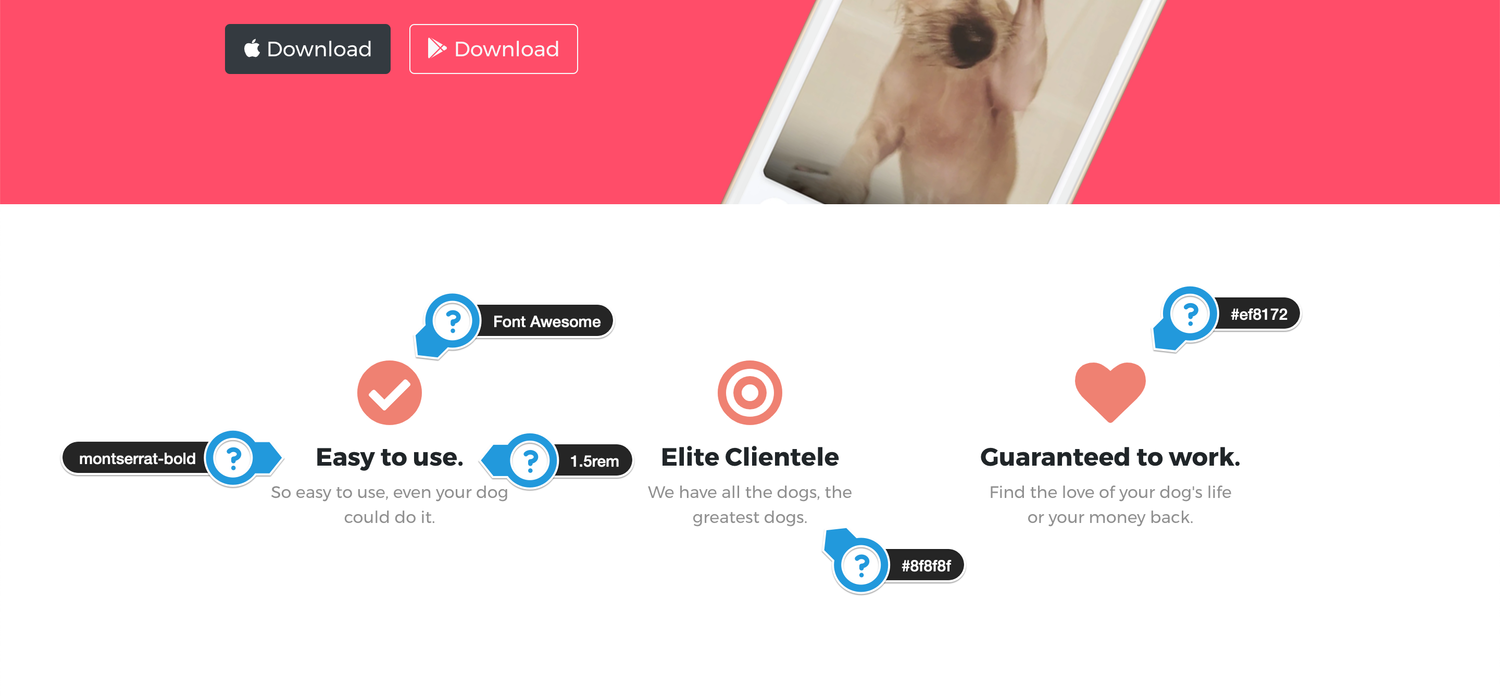 Download
Download
? Font Awesome
? #ef8172
montserrat-bold ?
Easy to use.
? 1.5rem
Elite Clientele
Guaranteed to work.
So easy to use, even your dog
could do it.
We have all the dogs, the
greatest dogs.
Find the love of your dog's life
or your money back.
? #8f8f8f